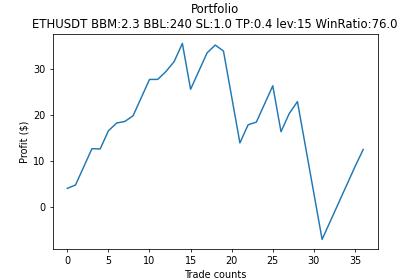 Portfolio
ETHUSDT BBM:2.3 BBL:240 SL:1.0 TP:0.4 lev:15 WinRatio:76.0
30
20
10
0
Profit ($)
0 5 10 15 20 25 30 35
Trade counts